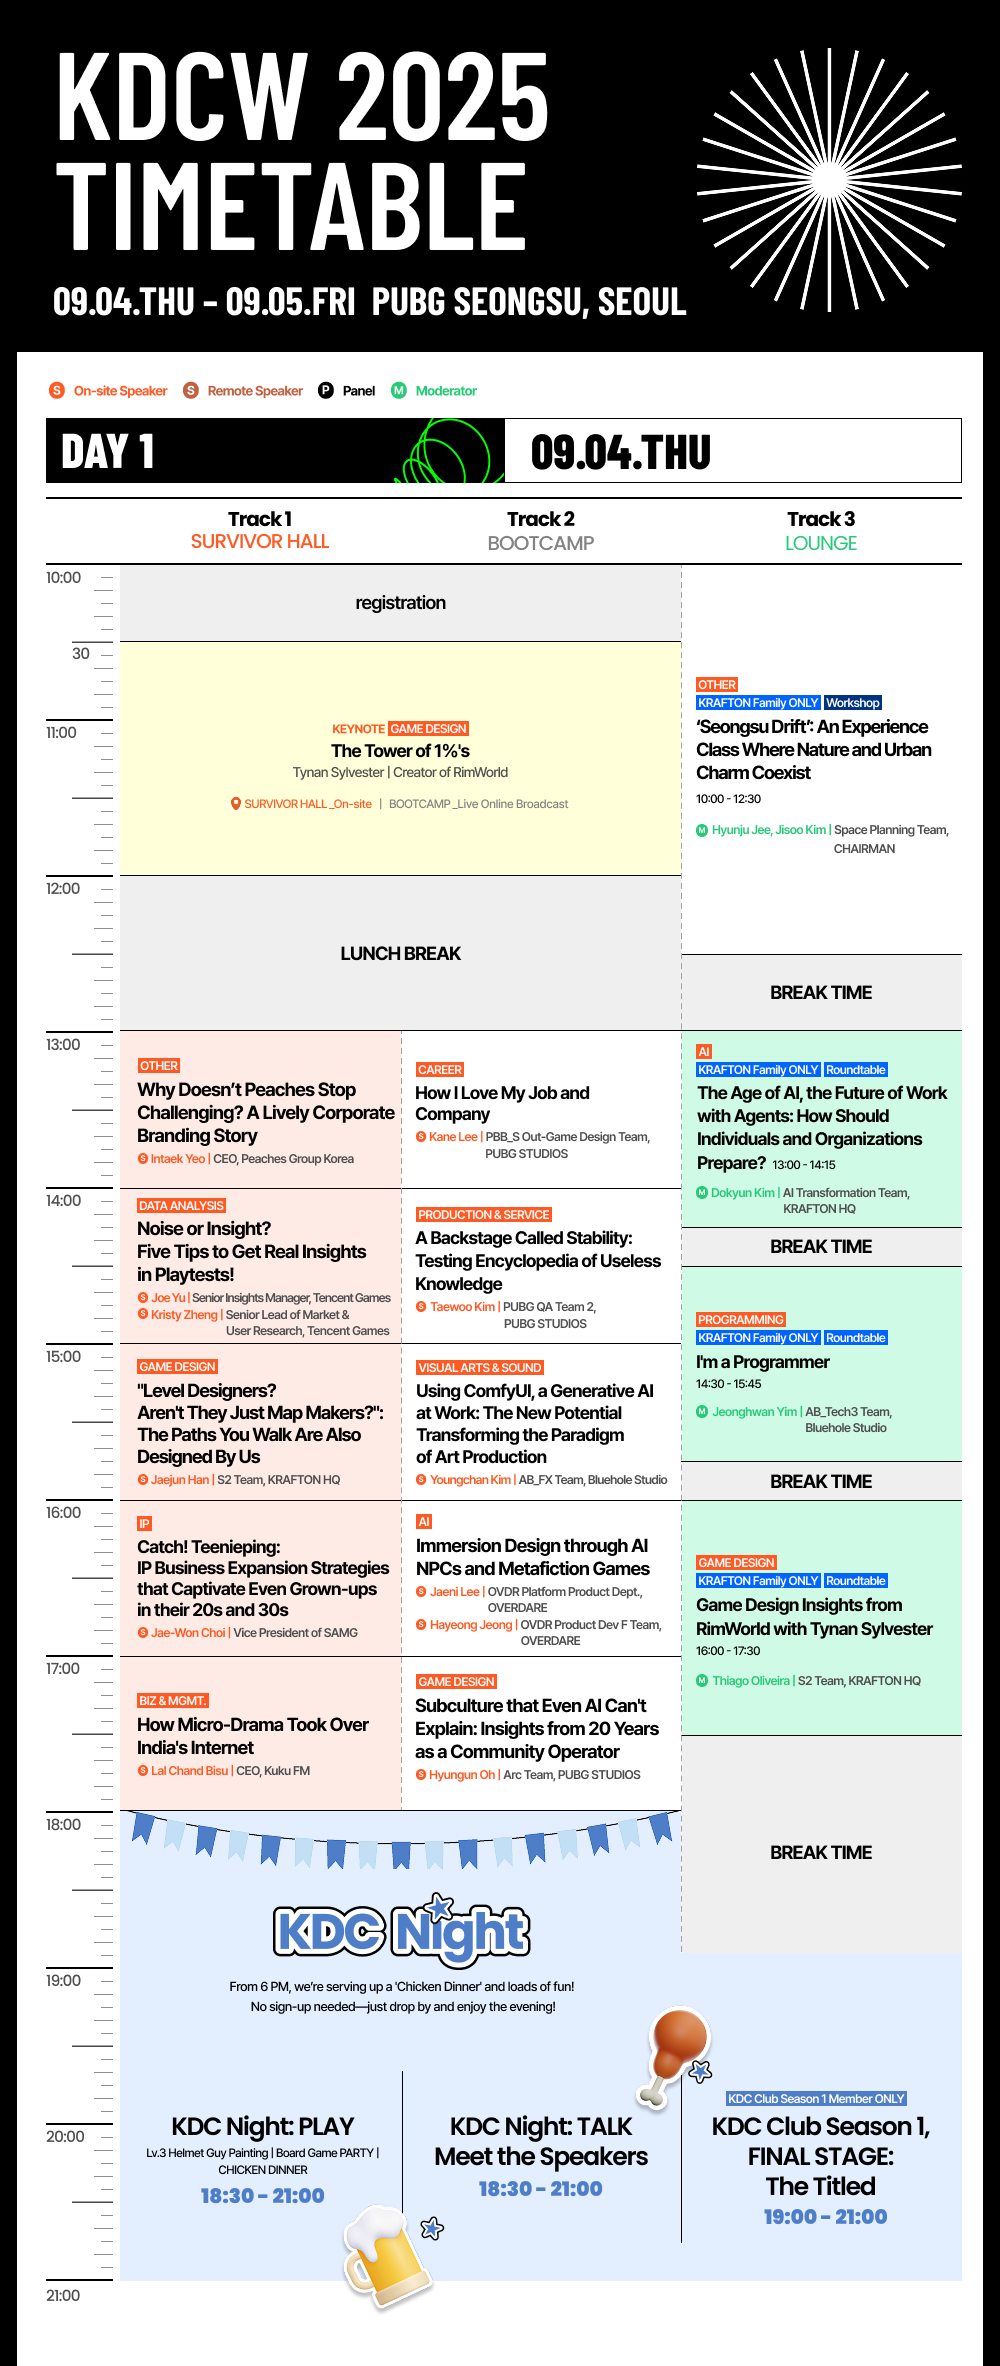 KDCW 2025
TIMETABLE
09.04.THU – 09.05.FRI PUBG SEONGSU, SEOUL
S On-site Speaker S Remote Speaker P Panel M Moderator
DAY 1
09.04.THU
Track 1
SURVIVOR HALL
Track 2
BOOTCAMP
Track 3
LOUNGE
10:00
30
11:00
12:00
13:00
14:00
15:00
16:00
17:00
18:00
19:00
20:00
21:00
registration
KEYNOTE GAME DESIGN
The Tower of 1%'s
Tynan Sylvester | Creator of RimWorld
SURVIVOR HALL_On-site | BOOTCAMP_Live Online Broadcast
LUNCH BREAK
OTHER
Why Doesn’t Peaches Stop
Challenging? A Lively Corporate
Branding Story
S Intaek Yeo | CEO, Peaches Group Korea
DATA ANALYSIS
Noise or Insight?
Five Tips to Get Real Insights
in Playtests!
S Joe Yu | Senior Insights Manager, Tencent Games
S Kristy Zheng | Senior Lead of Market &
User Research, Tencent Games
GAME DESIGN
"Level Designers?
Aren't They Just Map Makers?":
The Paths You Walk Are Also
Designed By Us
S Jaejun Han | S2 Team, KRAFTON HQ
IP
Catch! Teenieping:
IP Business Expansion Strategies
that Captivate Even Grown-ups
in their 20s and 30s
S Jae-Won Choi | Vice President of SAMG
BIZ & MGMT.
How Micro-Drama Took Over
India's Internet
S Lal Chand Bisu | CEO, Kuku FM
CAREER
How I Love My Job and
Company
S Kane Lee | PBB_S Out-Game Design Team,
PUBG STUDIOS
PRODUCTION & SERVICE
A Backstage Called Stability:
Testing Encyclopedia of Useless
Knowledge
S Taewoo Kim | PUBG QA Team 2,
PUBG STUDIOS
VISUAL ARTS & SOUND
Using ComfyUI, a Generative AI
at Work: The New Potential
Transforming the Paradigm
of Art Production
S Youngchan Kim | AB_FX Team, Bluehole Studio
AI
Immersion Design through AI
NPCs and Metafiction Games
S Jaeni Lee | OVDR Platform Product Dept.,
OVERDARE
S Hayeong Jeong | OVDR Product Dev F Team,
OVERDARE
GAME DESIGN
Subculture that Even AI Can't
Explain: Insights from 20 Years
as a Community Operator
S Hyungun Oh | Arc Team, PUBG STUDIOS
OTHER
KRAFTON Family ONLY Workshop
‘Seongsu Drift’: An Experience
Class Where Nature and Urban
Charm Coexist
10:00 - 12:30
M Hyunju Jee, Jisoo Kim | Space Planning Team,
CHAIRMAN
BREAK TIME
AI
KRAFTON Family ONLY Roundtable
The Age of AI, the Future of Work
with Agents: How Should
Individuals and Organizations
Prepare? 13:00 - 14:15
M Dokyun Kim | AI Transformation Team,
KRAFTON HQ
BREAK TIME
PROGRAMMING
KRAFTON Family ONLY Roundtable
I'm a Programmer
14:30 - 15:45
M Jeonghwan Yim | AB_Tech3 Team,
Bluehole Studio
BREAK TIME
GAME DESIGN
KRAFTON Family ONLY Roundtable
Game Design Insights from
RimWorld with Tynan Sylvester
16:00 - 17:30
M Thiago Oliveira | S2 Team, KRAFTON HQ
BREAK TIME
KDC Night
From 6 PM, we’re serving up a 'Chicken Dinner' and loads of fun!
No sign-up needed—just drop by and enjoy the evening!
KDC Night: PLAY
Lv.3 Helmet Guy Painting | Board Game PARTY |
CHICKEN DINNER
18:30 – 21:00
KDC Night: TALK
Meet the Speakers
18:30 – 21:00
KDC Club Season 1 Member ONLY
KDC Club Season 1,
FINAL STAGE:
The Titled
19:00 – 21:00